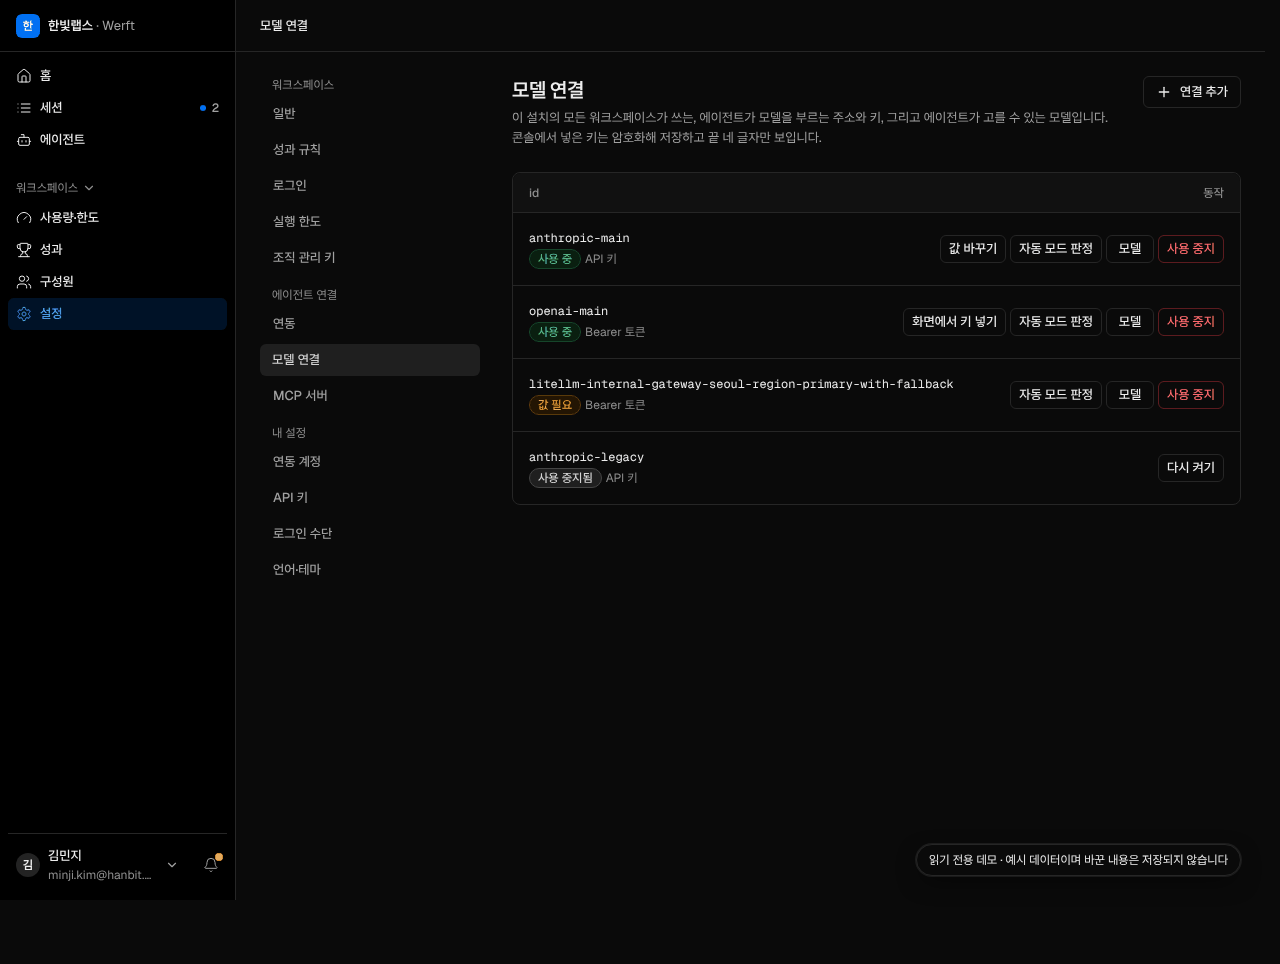 한 한빛랩스 · Werft
홈
세션 2
에이전트
워크스페이스
사용량·한도
성과
구성원
설정
김 김민지
minji.kim@hanbit.…
모델 연결
워크스페이스
일반
성과 규칙
로그인
실행 한도
조직 관리 키
에이전트 연결
연동
모델 연결
MCP 서버
내 설정
연동 계정
API 키
로그인 수단
언어·테마
모델 연결
연결 추가
이 설치의 모든 워크스페이스가 쓰는, 에이전트가 모델을 부르는 주소와 키, 그리고 에이전트가 고를 수 있는 모델입니다.
콘솔에서 넣은 키는 암호화해 저장하고 끝 네 글자만 보입니다.
id 동작
anthropic-main
사용 중 API 키
값 바꾸기 자동 모드 판정 모델 사용 중지
openai-main
사용 중 Bearer 토큰
화면에서 키 넣기 자동 모드 판정 모델 사용 중지
litellm-internal-gateway-seoul-region-primary-with-fallback
값 필요 Bearer 토큰
자동 모드 판정 모델 사용 중지
anthropic-legacy
사용 중지됨 API 키
다시 켜기
읽기 전용 데모 · 예시 데이터이며 바꾼 내용은 저장되지 않습니다